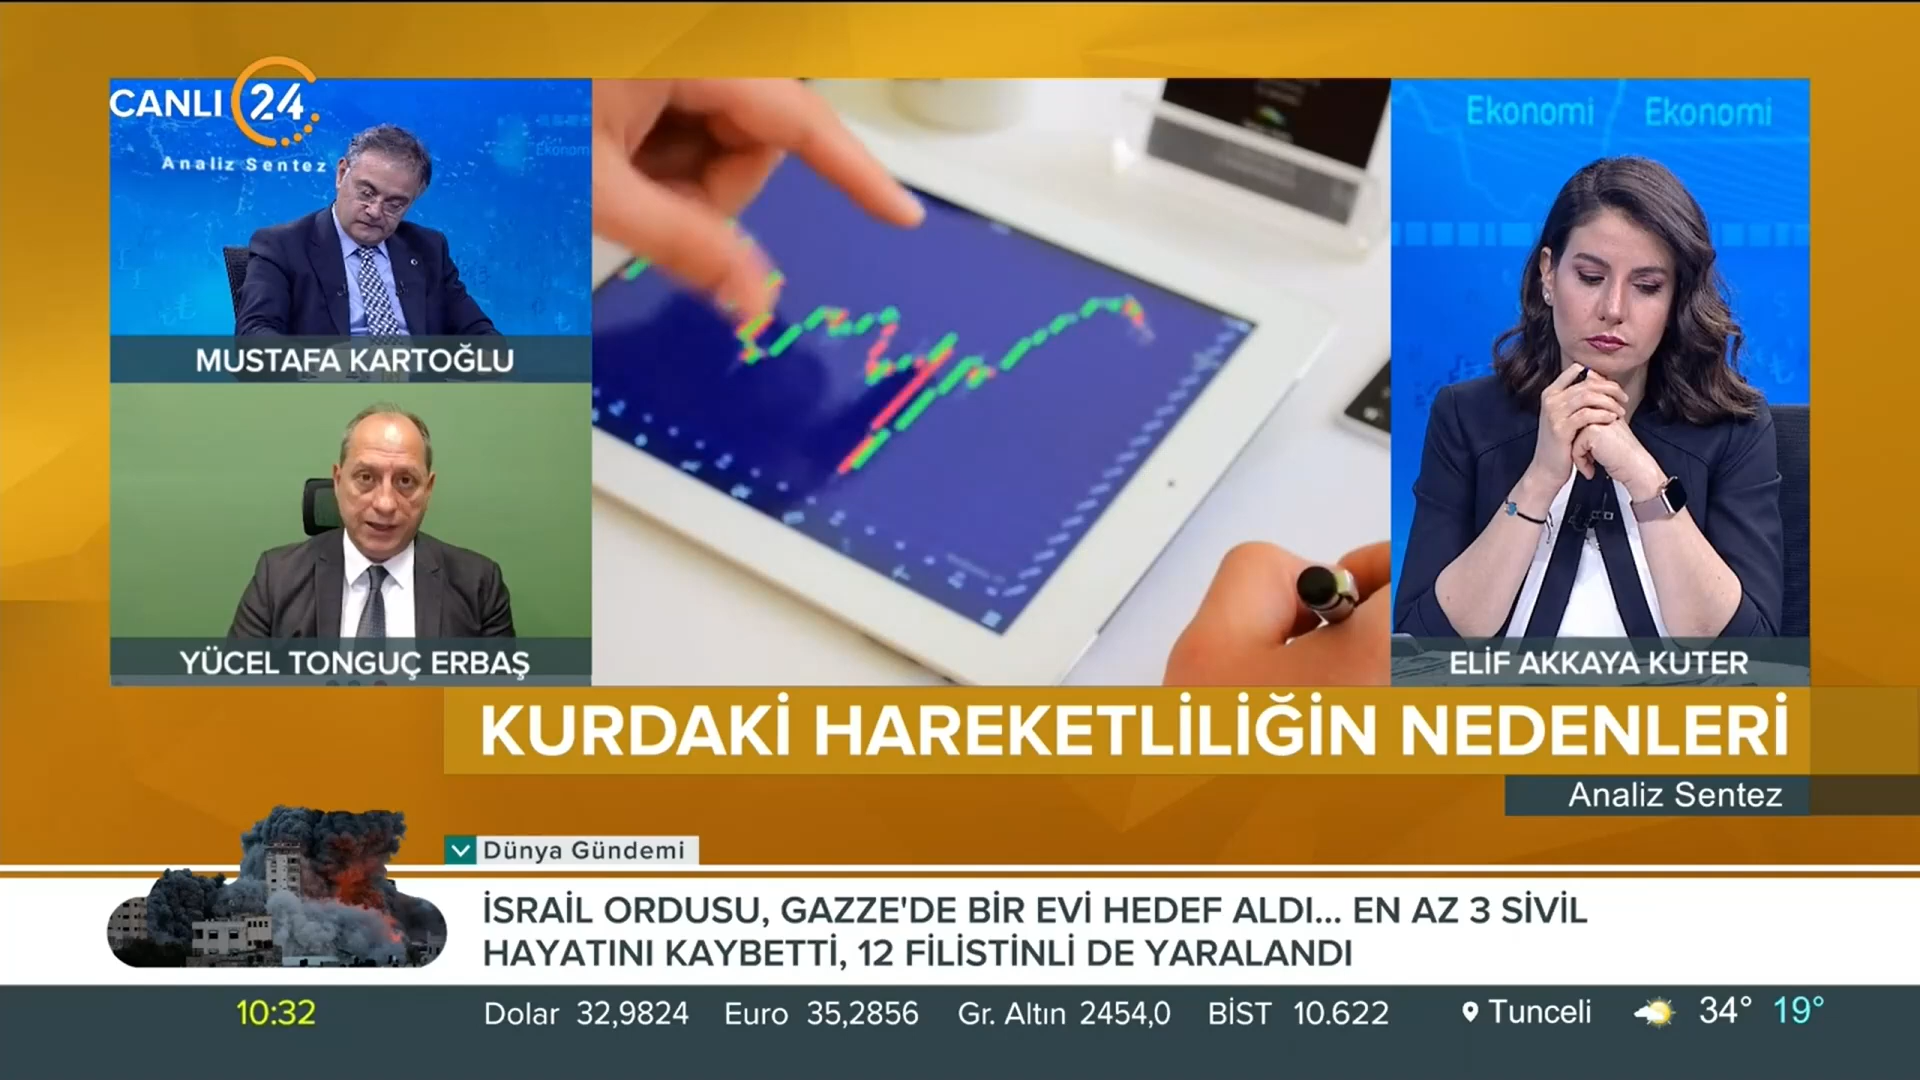 CANLI 24
Analiz Sentez
Ekonomi
MUSTAFA KARTOĞLU
YÜCEL TONGUÇ ERBAŞ
Ekonomi Ekonomi
ELİF AKKAYA KUTER
KURDAKİ HAREKETLİLİĞİN NEDENLERİ
Analiz Sentez
Dünya Gündemi
İSRAİL ORDUSU, GAZZE'DE BİR EVİ HEDEF ALDI... EN AZ 3 SİVİL
HAYATINI KAYBETTİ, 12 FİLİSTİNLİ DE YARALANDI
10:32 Dolar 32,9824 Euro 35,2856 Gr. Altın 2454,0 BİST 10.622 Tunceli 34° 19°